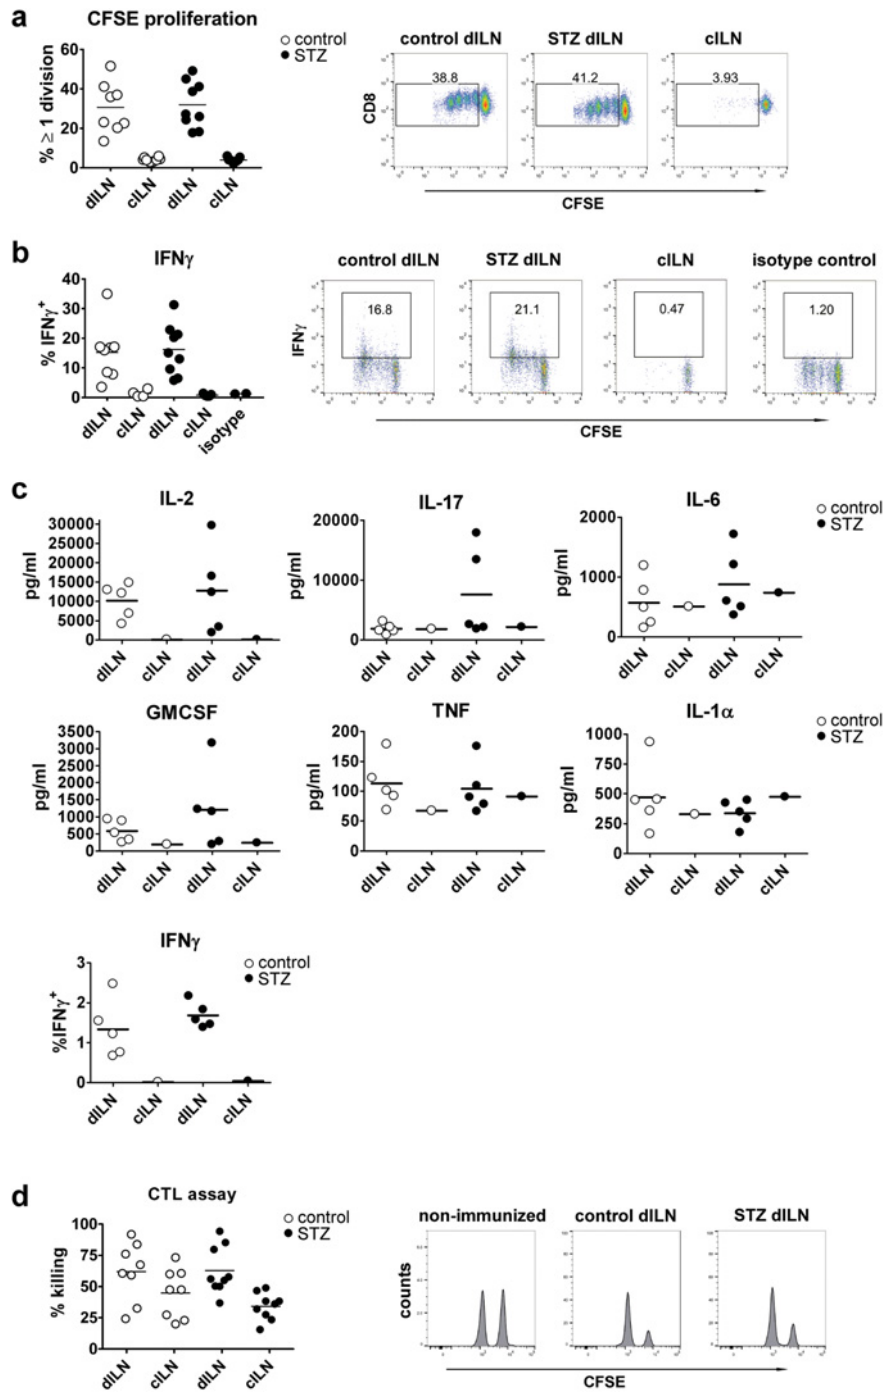 a
CFSE proliferation
control
STZ
% ≥ 1 division
60
40
20
0
dILN cILN dILN cILN
control dILN STZ dILN cILN
38.8 41.2 3.93
CD8
CFSE
b
IFNγ
% IFNγ+
40
30
20
10
0
dILN cILN dILN cILN isotype
control dILN STZ dILN cILN isotype control
16.8 21.1 0.47 1.20
IFNγ
CFSE
c
IL-2
pg/ml
30000
25000
20000
15000
10000
5000
0
dILN cILN dILN cILN
IL-17
pg/ml
20000
10000
0
dILN cILN dILN cILN
IL-6
control
STZ
pg/ml
2000
1000
0
dILN cILN dILN cILN
GMCSF
pg/ml
3500
3000
2500
2000
1500
1000
500
0
dILN cILN dILN cILN
TNF
pg/ml
200
150
100
50
0
dILN cILN dILN cILN
IL-1α
control
STZ
pg/ml
1000
750
500
250
0
dILN cILN dILN cILN
IFNγ
control
STZ
%IFNγ+
3
2
1
0
dILN cILN dILN cILN
d
CTL assay
control
STZ
% killing
100
75
50
25
0
dILN cILN dILN cILN
non-immunized control dILN STZ dILN
counts
CFSE